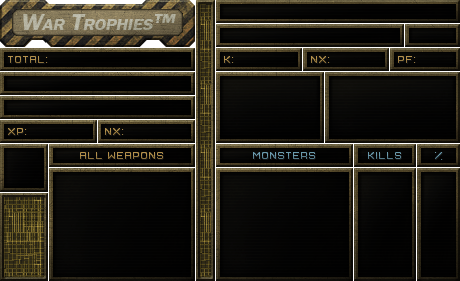 War Trophies™
TOTAL:
XP: NX:
ALL WEAPONS
K: NX: PF:
MONSTERS KILLS %